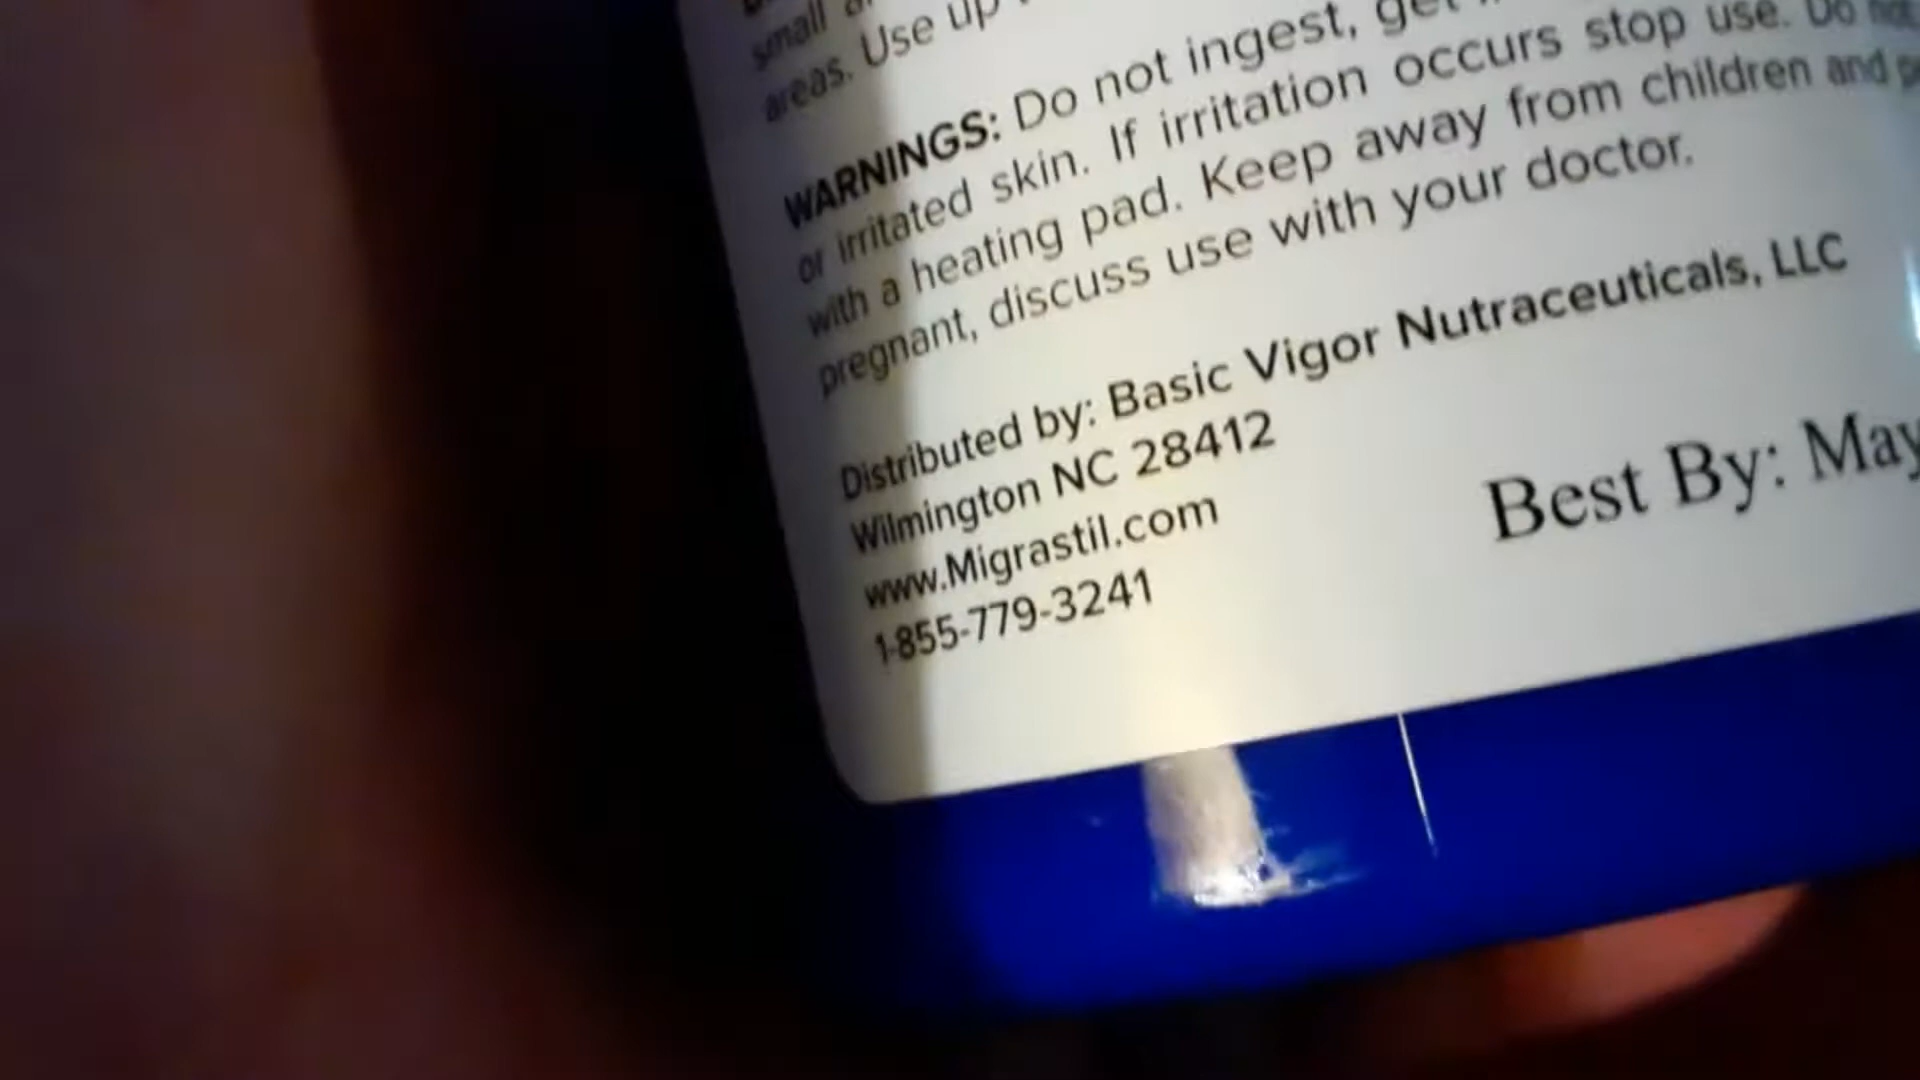 small
areas. Use up
WARNINGS: Do not ingest, get
or irritated skin. If irritation occurs stop use. Do not
with a heating pad. Keep away from children and
pregnant, discuss use with your doctor.
Distributed by: Basic Vigor Nutraceuticals, LLC
Wilmington NC 28412
www.Migrastil.com
1-855-779-3241
Best By: May